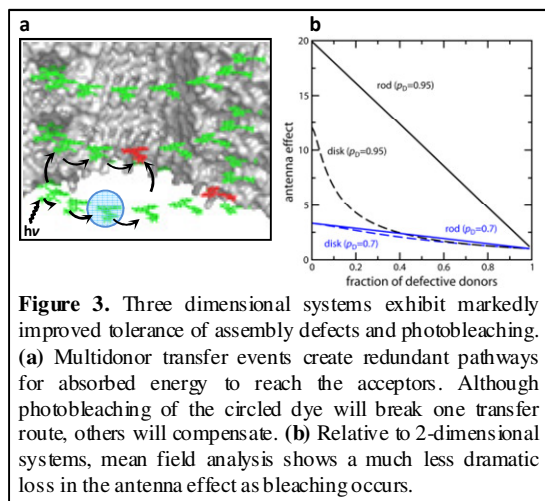 a
hν
b
antenna effect
20
15
10
5
0
rod (pD=0.95)
disk (pD=0.95)
rod (pD=0.7)
disk (pD=0.7)
0 0.2 0.4 0.6 0.8 1
fraction of defective donors
Figure 3. Three dimensional systems exhibit markedly
improved tolerance of assembly defects and photobleaching.
(a) Multidonor transfer events create redundant pathways
for absorbed energy to reach the acceptors. Although
photobleaching of the circled dye will break one transfer
route, others will compensate. (b) Relative to 2-dimensional
systems, mean field analysis shows a much less dramatic
loss in the antenna effect as bleaching occurs.